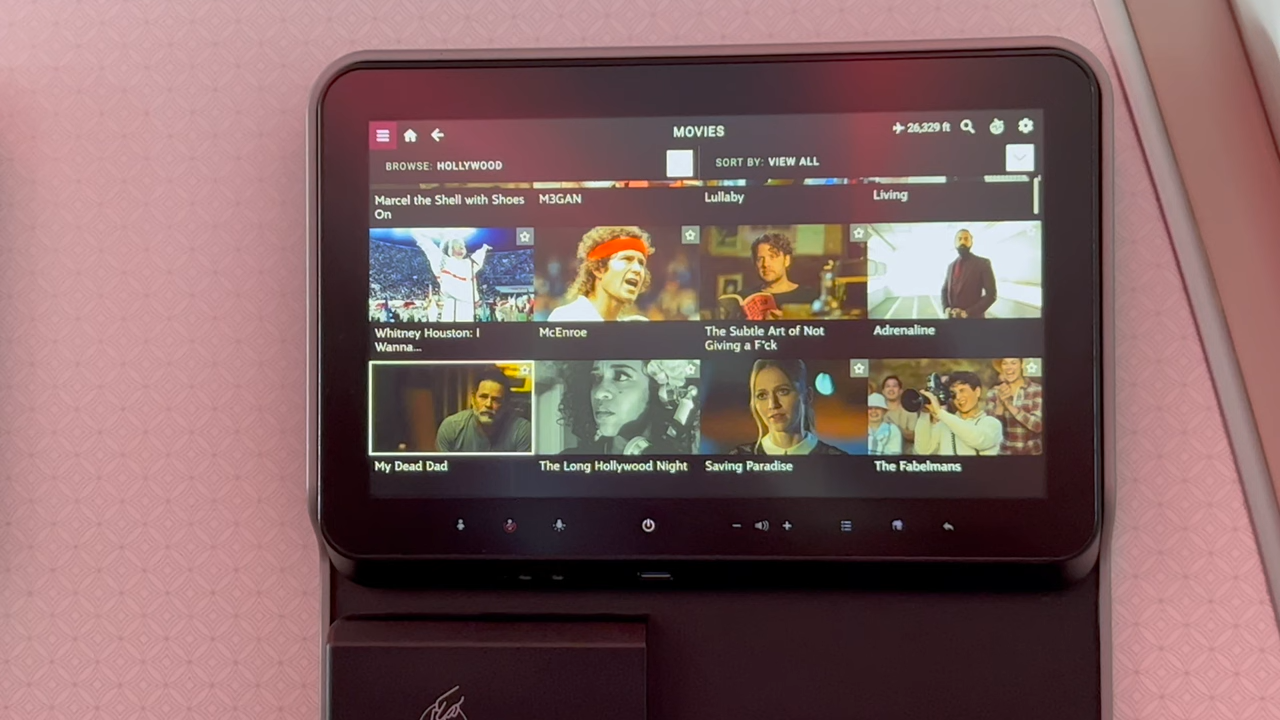 MOVIES
26,329 ft
BROWSE: HOLLYWOOD
SORT BY: VIEW ALL
Marcel the Shell with Shoes
On
M3GAN
Lullaby
Living
Whitney Houston: I
Wanna...
McEnroe
The Subtle Art of Not
Giving a F*ck
Adrenaline
My Dead Dad
The Long Hollywood Night
Saving Paradise
The Fabelmans